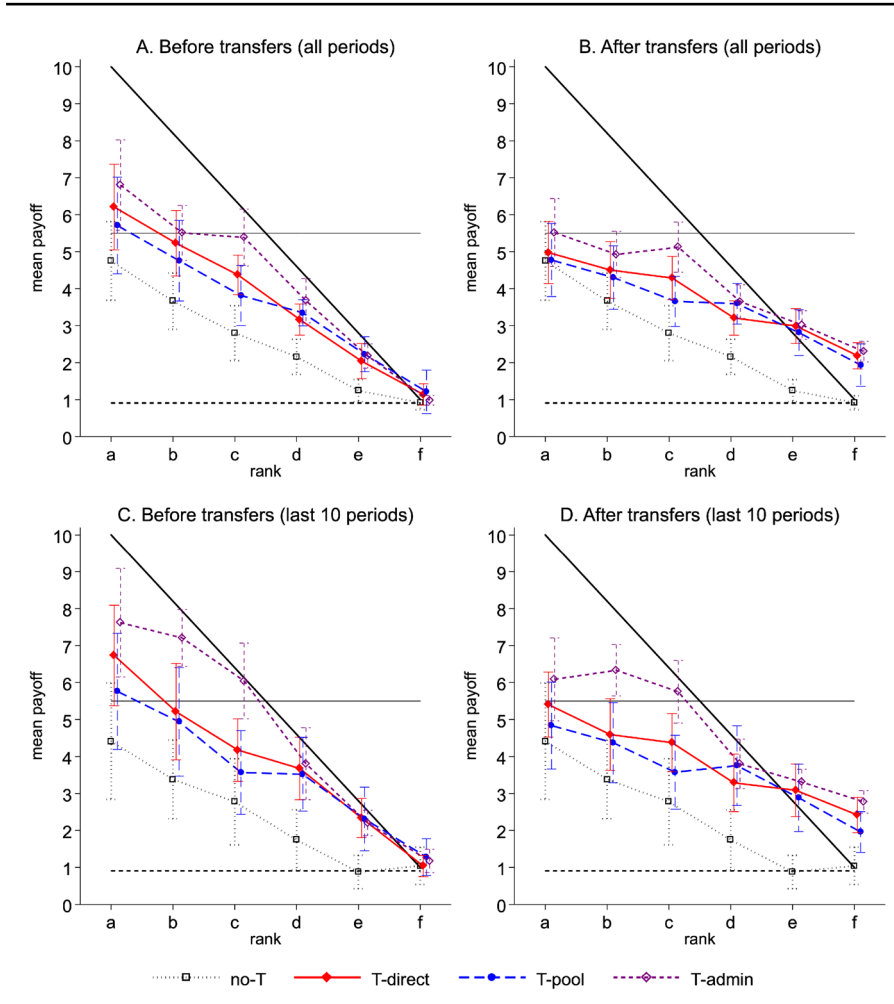 A. Before transfers (all periods)
mean payoff
10
9
8
7
6
5
4
3
2
1
0
a b c d e f
rank
B. After transfers (all periods)
mean payoff
10
9
8
7
6
5
4
3
2
1
0
a b c d e f
rank
C. Before transfers (last 10 periods)
mean payoff
10
9
8
7
6
5
4
3
2
1
0
a b c d e f
rank
D. After transfers (last 10 periods)
mean payoff
10
9
8
7
6
5
4
3
2
1
0
a b c d e f
rank
no-T T-direct T-pool T-admin